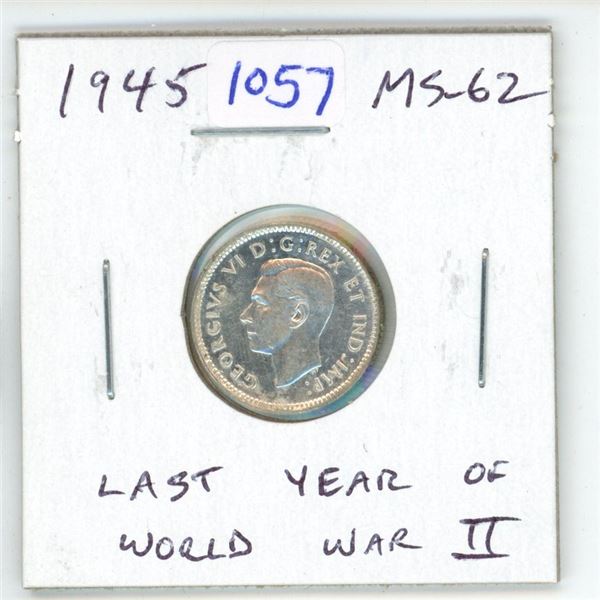 1945 1057 MS-62
GEORGIVS VI D:G:REX ET IND:IMP:
LAST YEAR OF
WORLD WAR II